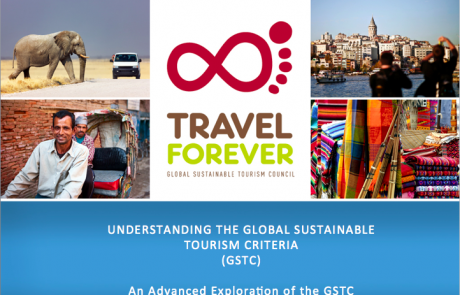 TRAVEL
FOREVER
GLOBAL SUSTAINABLE TOURISM COUNCIL
UNDERSTANDING THE GLOBAL SUSTAINABLE
TOURISM CRITERIA
(GSTC)
An Advanced Exploration of the GSTC